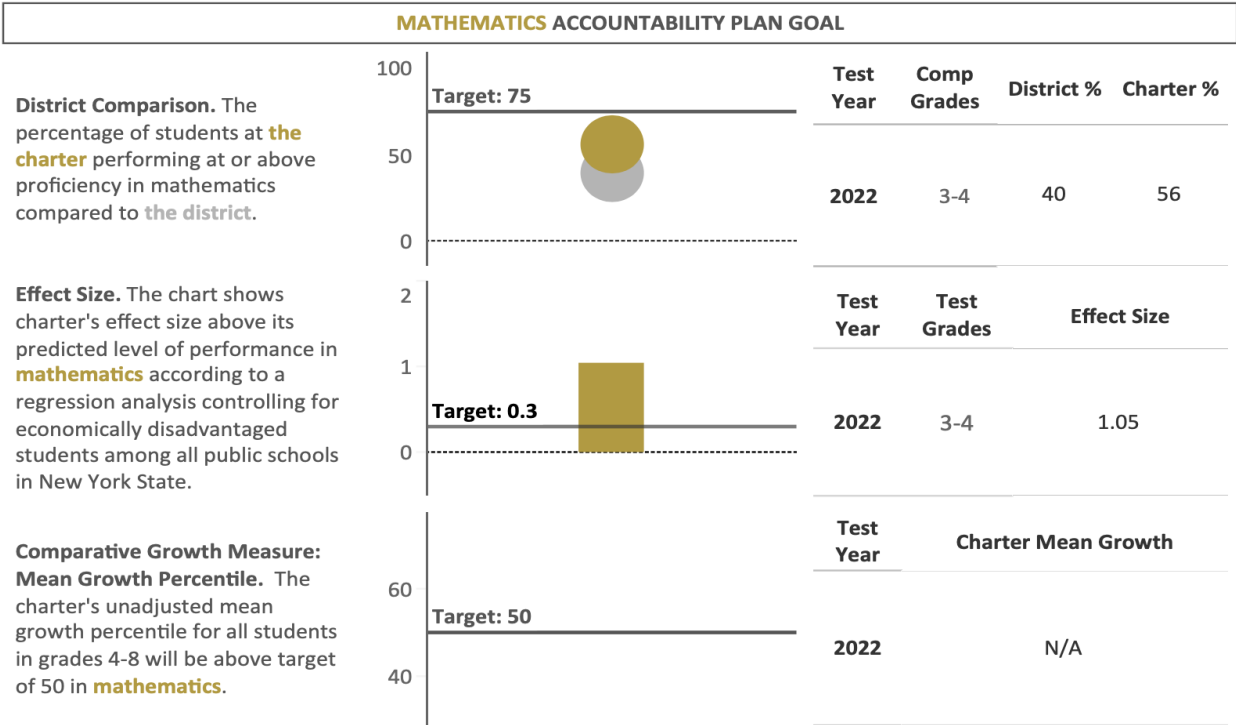 MATHEMATICS ACCOUNTABILITY PLAN GOAL
District Comparison. The
percentage of students at the
charter performing at or above
proficiency in mathematics
compared to the district.
100
Target: 75
50
0
Test
Year
Comp
Grades
District %
Charter %
2022
3-4
40
56
Effect Size. The chart shows
charter's effect size above its
predicted level of performance in
mathematics according to a
regression analysis controlling for
economically disadvantaged
students among all public schools
in New York State.
2
1
Target: 0.3
0
Test
Year
Test
Grades
Effect Size
2022
3-4
1.05
Comparative Growth Measure:
Mean Growth Percentile. The
charter's unadjusted mean
growth percentile for all students
in grades 4-8 will be above target
of 50 in mathematics.
60
Target: 50
40
Test
Year
Charter Mean Growth
2022
N/A